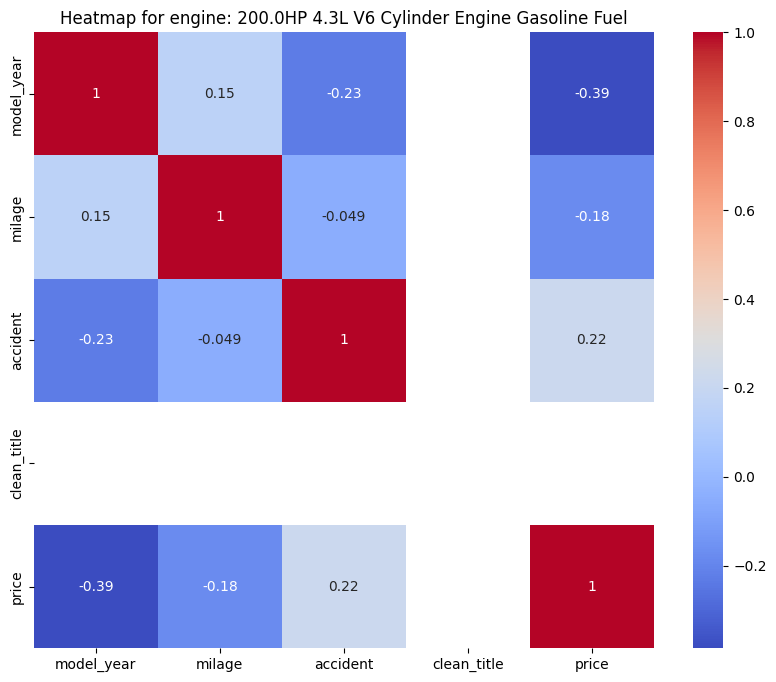 Heatmap for engine: 200.0HP 4.3L V6 Cylinder Engine Gasoline Fuel
model_year
1
0.15
-0.23
-0.39
milage
0.15
1
-0.049
-0.18
accident
-0.23
-0.049
1
0.22
clean_title
price
-0.39
-0.18
0.22
1
model_year
milage
accident
clean_title
price
1.0
0.8
0.6
0.4
0.2
0.0
−0.2